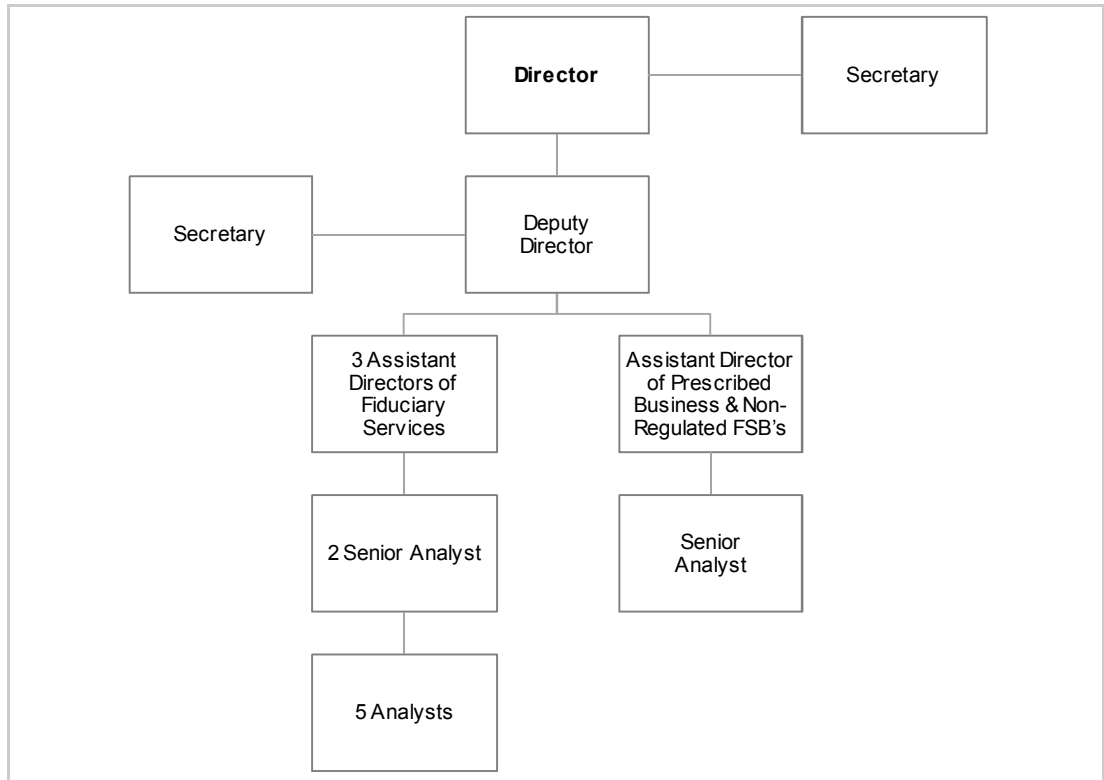 Director
Secretary
Secretary
Deputy
Director
3 Assistant
Directors of
Fiduciary
Services
Assistant Director
of Prescribed
Business & Non-
Regulated FSB's
2 Senior Analyst
Senior
Analyst
5 Analysts